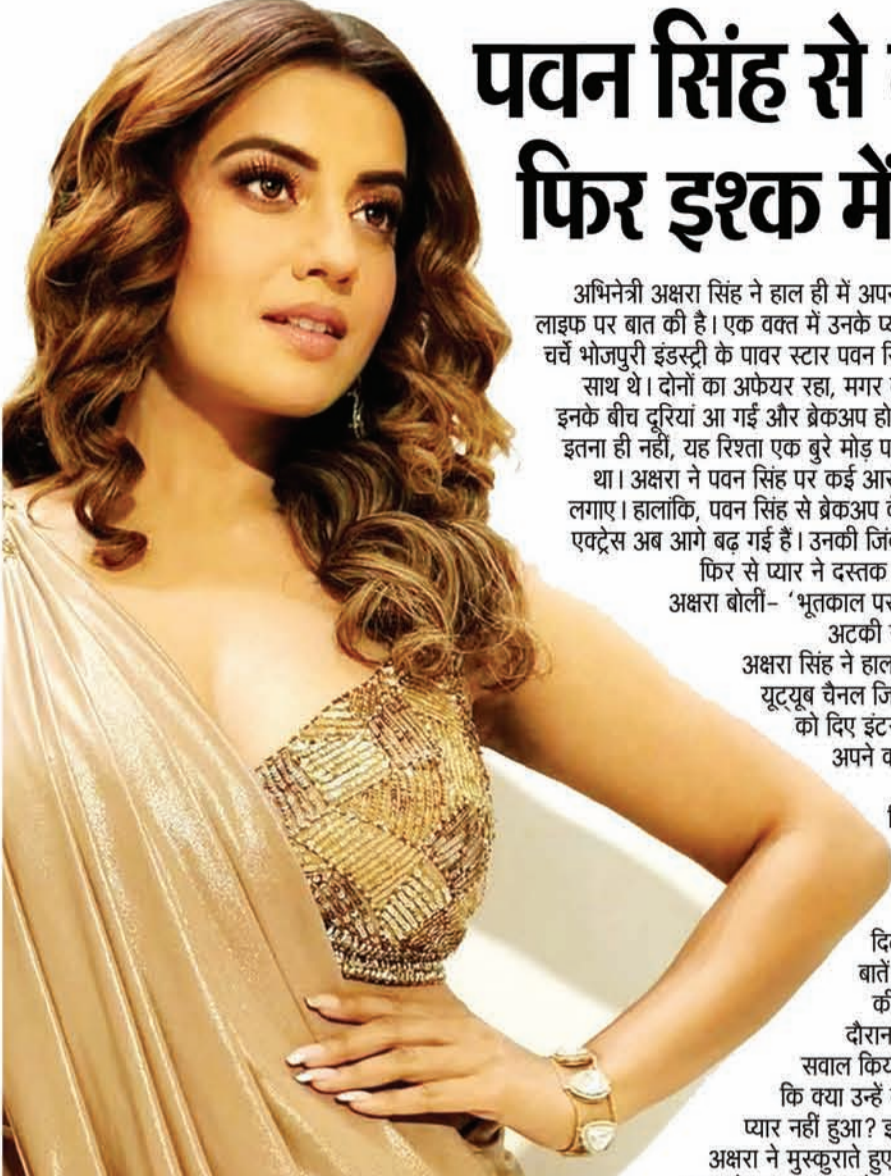 पवन सिंह से
फिर इश्क में
अभिनेत्री अक्षरा सिंह ने हाल ही में
लाइफ पर बात की है। एक वक्त में उनके
चर्चे भोजपुरी इंडस्ट्री के पावर स्टार पवन
साथ थे। दोनों का अफेयर रहा, मगर
इनके बीच दूरियां आ गईं और ब्रेकअप हो
इतना ही नहीं, यह रिश्ता एक बुरे मोड़
था। अक्षरा ने पवन सिंह पर कई
लगाए। हालांकि, पवन सिंह से ब्रेकअप
एक्ट्रेस अब आगे बढ़ गई हैं। उनकी
फिर से प्यार ने दस्तक
अक्षरा बोलीं- 'भूतकाल पर
अटकी
अक्षरा सिंह ने हाल
यूट्यूब चैनल
को दिए
अपने
बातें
की
दौरान
सवाल
कि क्या उन्हें
प्यार नहीं हुआ?
अक्षरा ने मुस्कुराते हुए